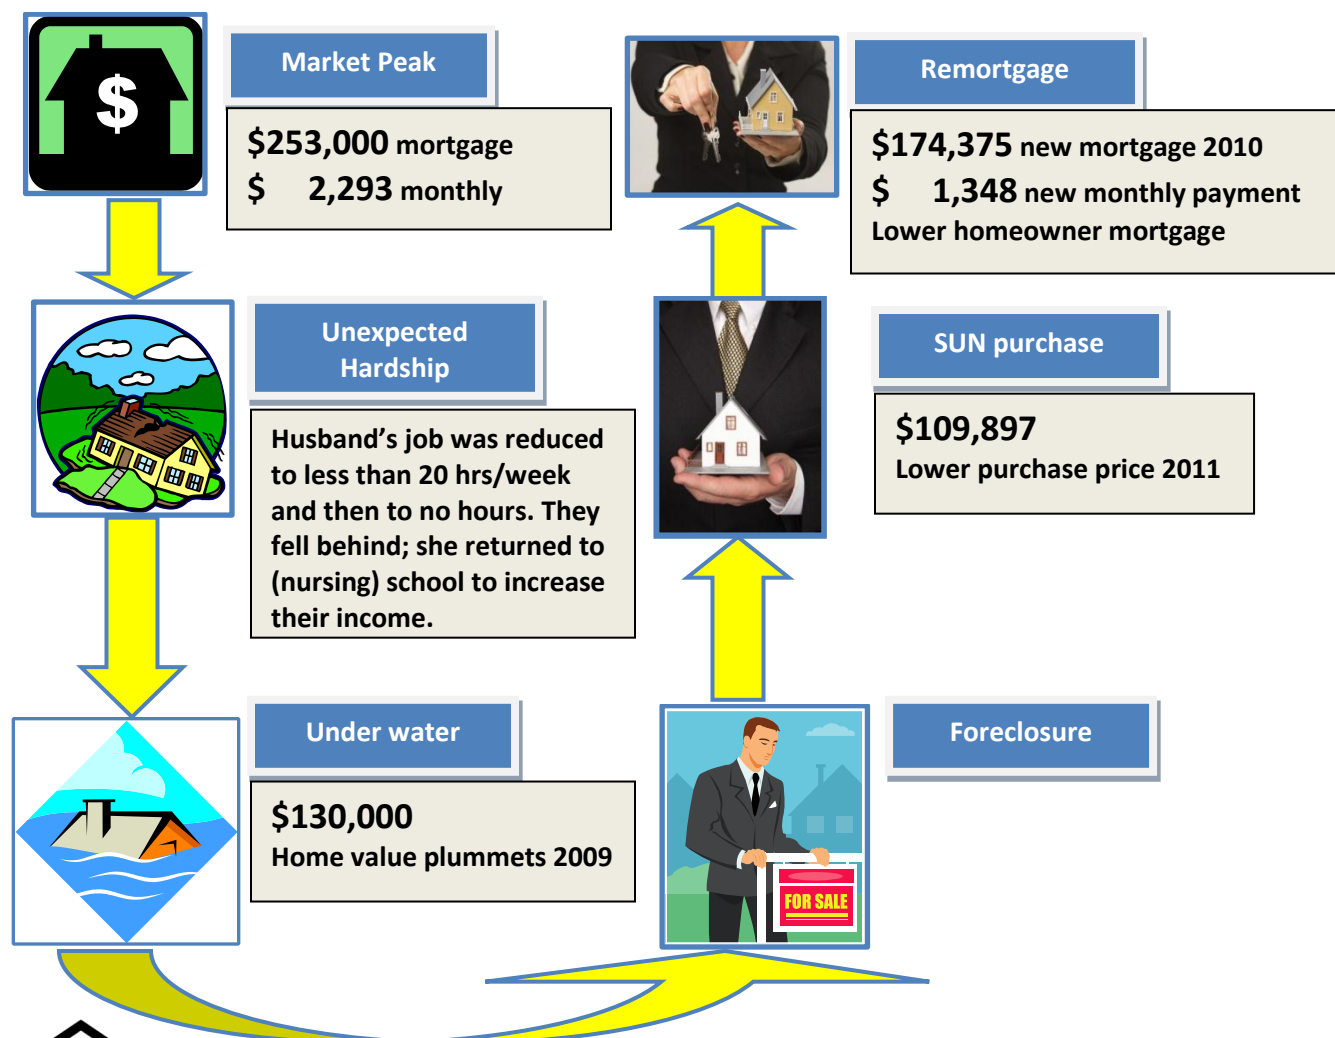 $
Market Peak
$253,000 mortgage
$ 2,293 monthly
Unexpected
Hardship
Husband’s job was reduced
to less than 20 hrs/week
and then to no hours. They
fell behind; she returned to
(nursing) school to increase
their income.
Under water
$130,000
Home value plummets 2009
Foreclosure
FOR SALE
SUN purchase
$109,897
Lower purchase price 2011
Remortgage
$174,375 new mortgage 2010
$ 1,348 new monthly payment
Lower homeowner mortgage